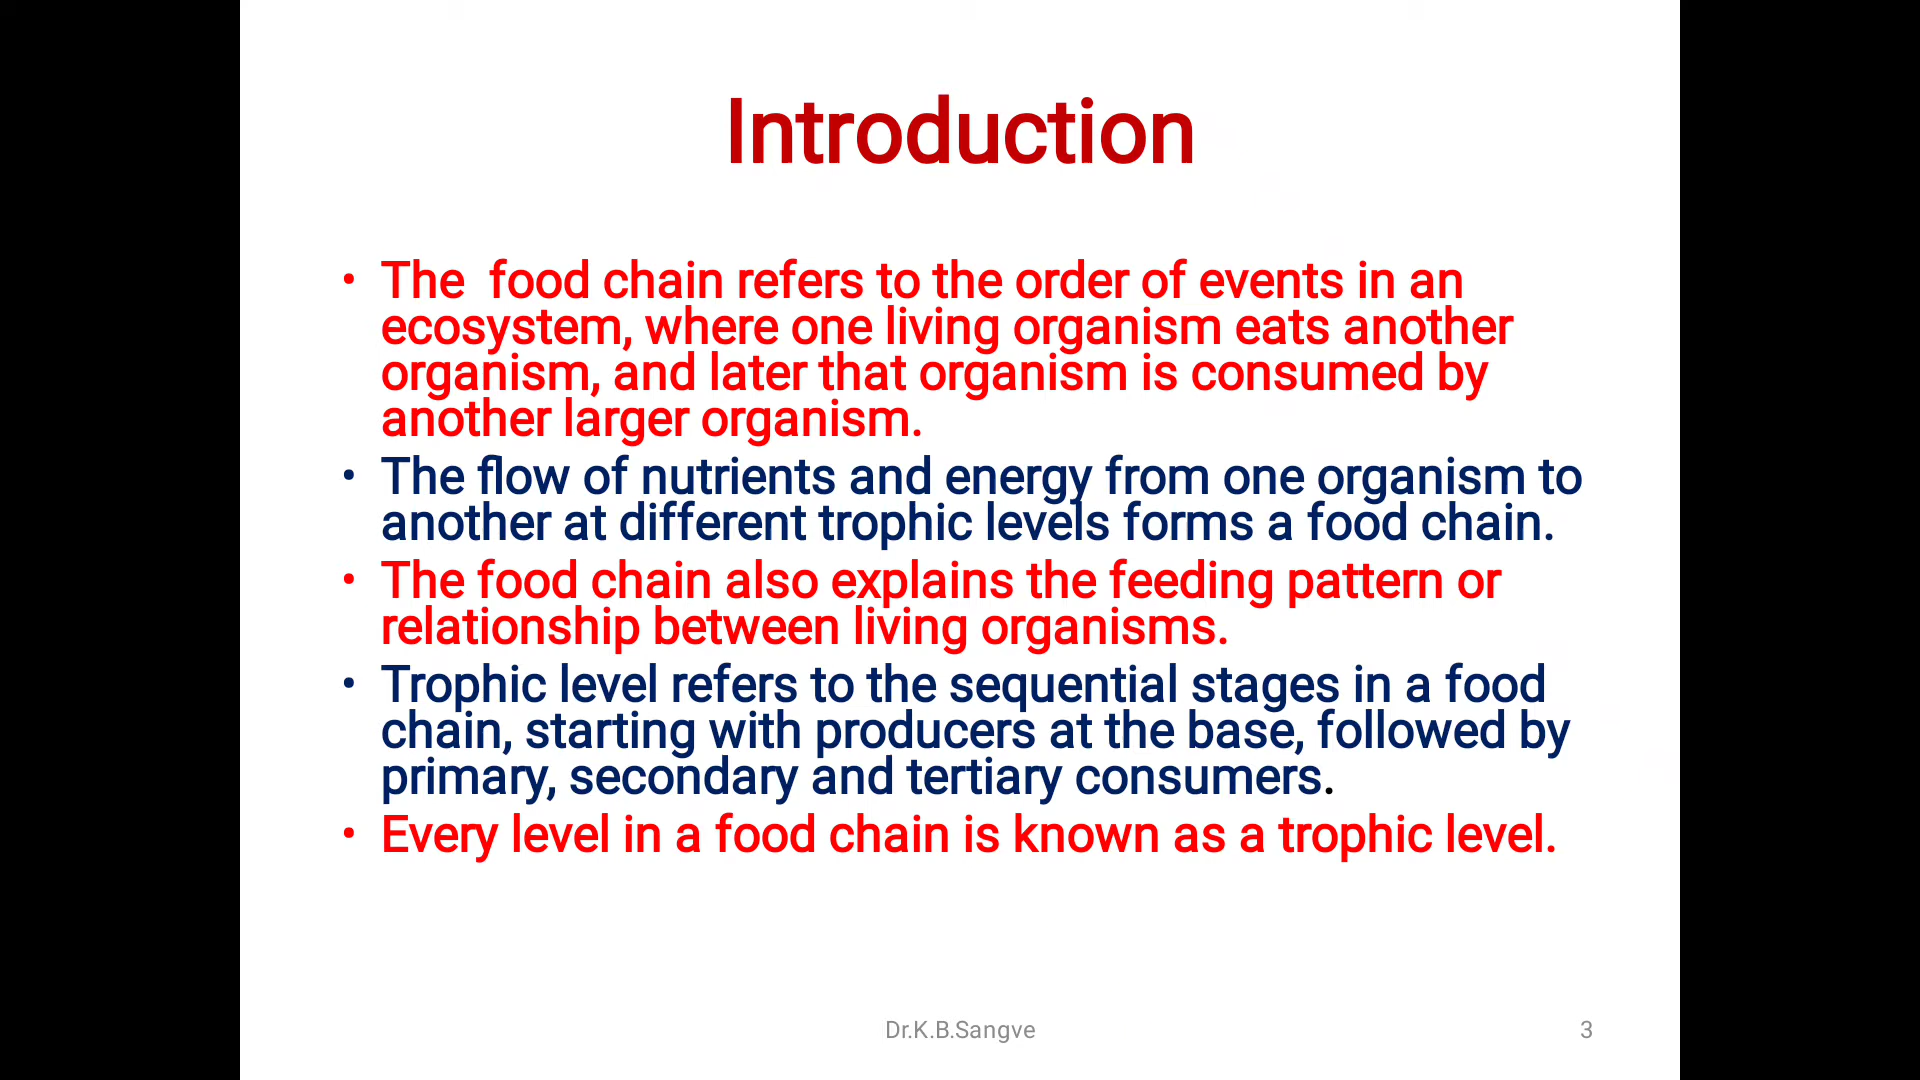 Introduction
• The  food chain refers to the order of events in an
ecosystem, where one living organism eats another
organism, and later that organism is consumed by
another larger organism.
• The flow of nutrients and energy from one organism to
another at different trophic levels forms a food chain.
• The food chain also explains the feeding pattern or
relationship between living organisms.
• Trophic level refers to the sequential stages in a food
chain, starting with producers at the base, followed by
primary, secondary and tertiary consumers.
• Every level in a food chain is known as a trophic level.
Dr.K.B.Sangve
3